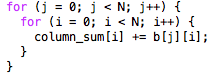 for (j = 0; j < N; j++) {
  for (i = 0; i < N; i++) {
    column_sum[i] += b[j][i];
  }
}